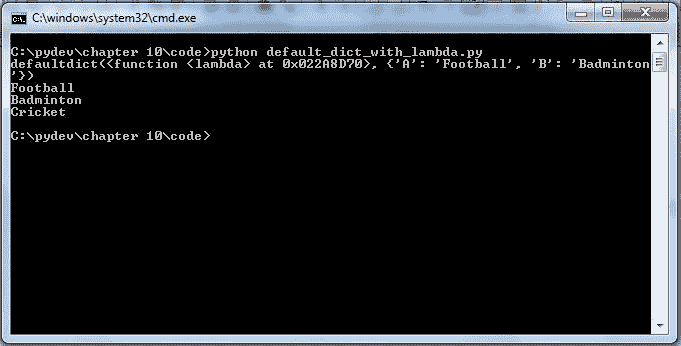 C:\windows\system32\cmd.exe
C:\pydev\chapter 10\code>python default_dict_with_lambda.py
defaultdict(<function <lambda> at 0x022A8D70>, {'A': 'Football', 'B': 'Badminton
'})
Football
Badminton
Cricket
C:\pydev\chapter 10\code>